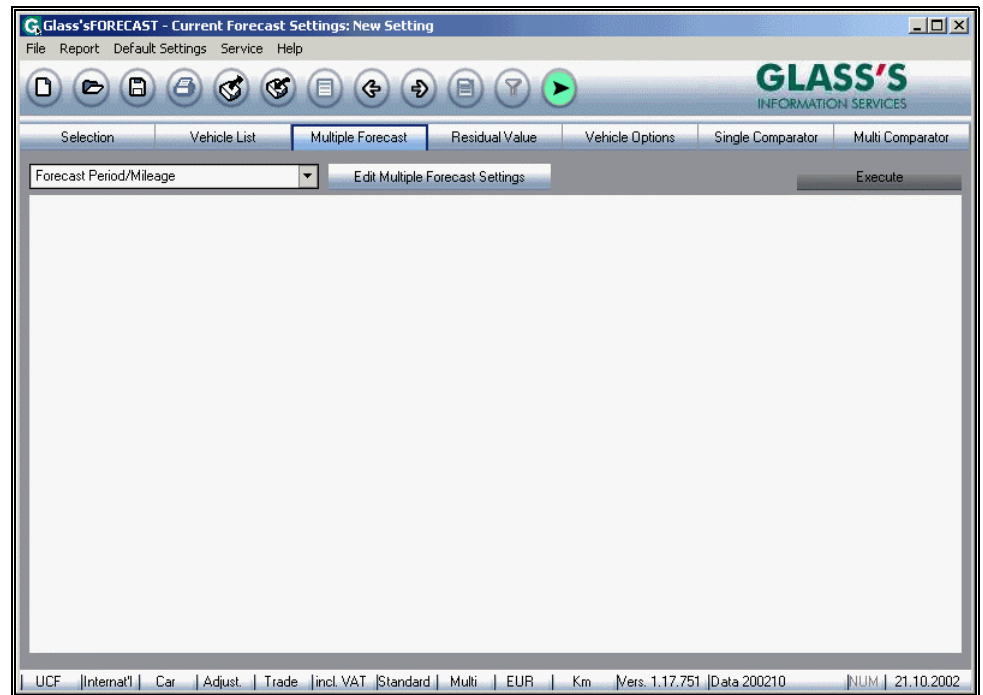 Glass'sFORECAST - Current Forecast Settings: New Setting
File Report Default Settings Service Help
GLASS'S
INFORMATION SERVICES
Selection Vehicle List Multiple Forecast Residual Value Vehicle Options Single Comparator Multi Comparator
Forecast Period/Mileage Edit Multiple Forecast Settings Execute
UCF Internat'l Car Adjust. Trade incl. VAT Standard Multi EUR Km Vers. 1.17.751 Data 200210 NUM 21.10.2002